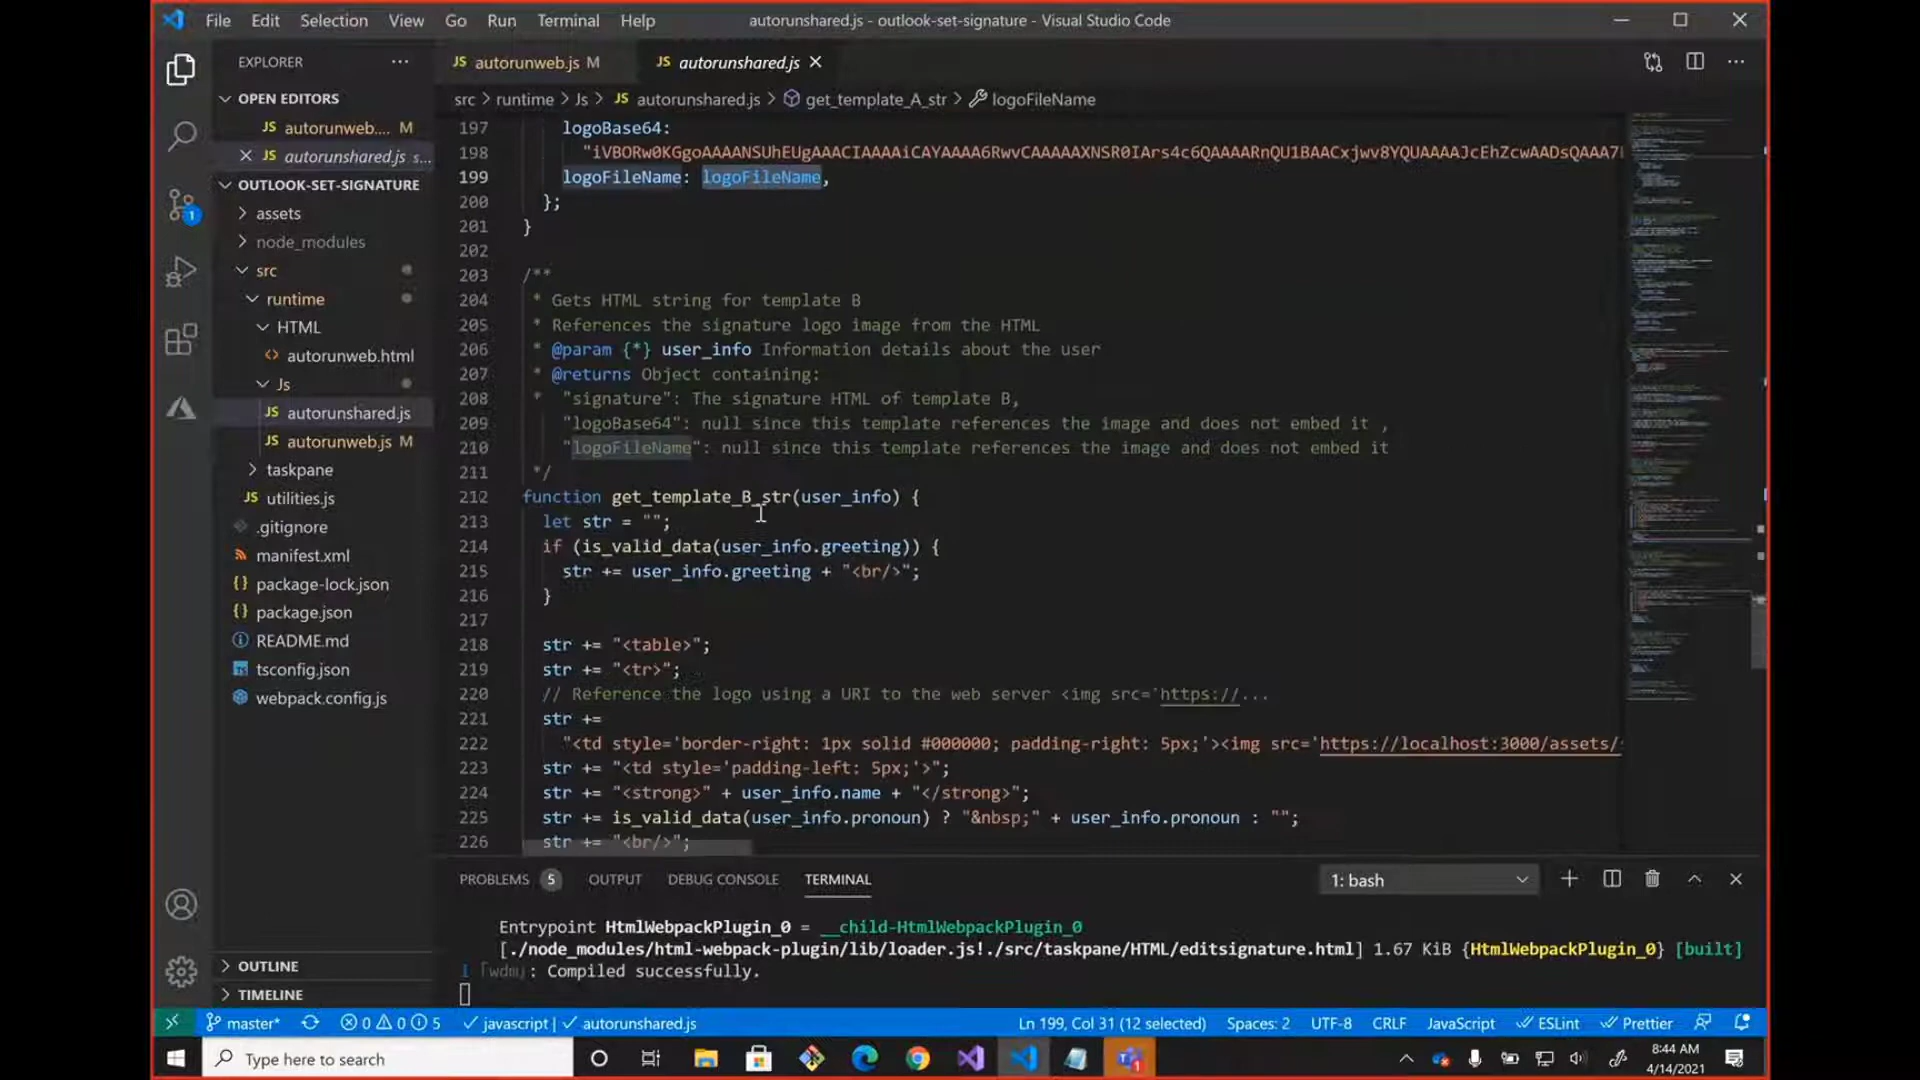 File Edit Selection View Go Run Terminal Help autorunshared.js - outlook-set-signature - Visual Studio Code
EXPLORER
JS autorunweb.js M JS autorunshared.js
OPEN EDITORS
JS autorunweb.... M
JS autorunshared.js s...
OUTLOOK-SET-SIGNATURE
assets
node_modules
src
runtime
HTML
autorunweb.html
Js
JS autorunshared.js
JS autorunweb.js M
taskpane
JS utilities.js
.gitignore
manifest.xml
{} package-lock.json
{} package.json
README.md
tsconfig.json
webpack.config.js
OUTLINE
TIMELINE
1
src > runtime > Js > JS autorunshared.js > get_template_A_str > logoFileName
197 logoBase64:
198 "iVBORw0KGgoAAAANSUhEUgAAACIAAAAiCAYAAAA6RwvCAAAAAXNSR0IArs4c6QAAAARnQU1BAACxjwv8YQUAAAAJcEhZcwAADsQAAA7
199 logoFileName: logoFileName,
200 };
201 }
202
203 /**
204 * Gets HTML string for template B
205 * References the signature logo image from the HTML
206 * @param {*} user_info Information details about the user
207 * @returns Object containing:
208 * "signature": The signature HTML of template B,
209 "logoBase64": null since this template references the image and does not embed it ,
210 "logoFileName": null since this template references the image and does not embed it
211 */
212 function get_template_B_str(user_info) {
213 let str = "";
214 if (is_valid_data(user_info.greeting)) {
215 str += user_info.greeting + "<br/>";
216 }
217
218 str += "<table>";
219 str += "<tr>";
220 // Reference the logo using a URI to the web server <img src='https://...
221 str +=
222 "<td style='border-right: 1px solid #000000; padding-right: 5px;'><img src='https://localhost:3000/assets/
223 str += "<td style='padding-left: 5px;'>";
224 str += "<strong>" + user_info.name + "</strong>";
225 str += is_valid_data(user_info.pronoun) ? "&nbsp;" + user_info.pronoun : "";
226 str += "<br/>";
PROBLEMS 5 OUTPUT DEBUG CONSOLE TERMINAL 1: bash
Entrypoint HtmlWebpackPlugin_0 = __child-HtmlWebpackPlugin_0
[./node_modules/html-webpack-plugin/lib/loader.js!./src/taskpane/HTML/editsignature.html] 1.67 KiB {HtmlWebpackPlugin_0} [built]
｢wdm｣: Compiled successfully.
master* 0 0 5 javascript | autorunshared.js Ln 199, Col 31 (12 selected) Spaces: 2 UTF-8 CRLF JavaScript ESLint Prettier
Type here to search
8:44 AM
4/14/2021